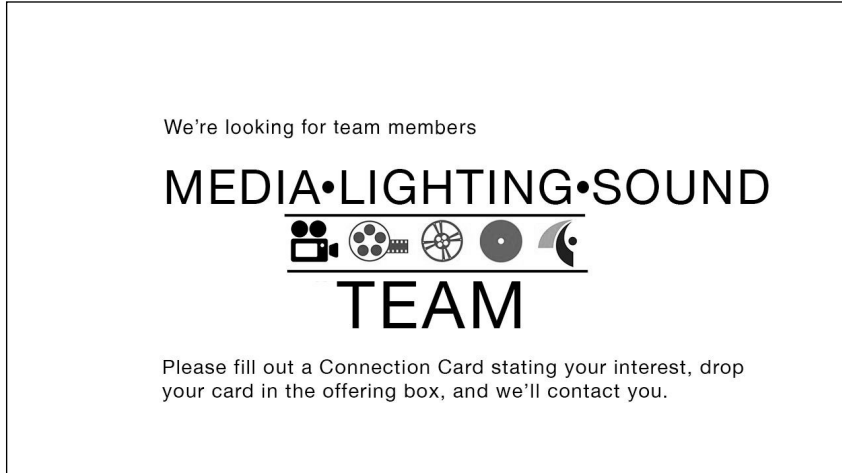 We're looking for team members
MEDIA•LIGHTING•SOUND
TEAM
Please fill out a Connection Card stating your interest, drop
your card in the offering box, and we'll contact you.